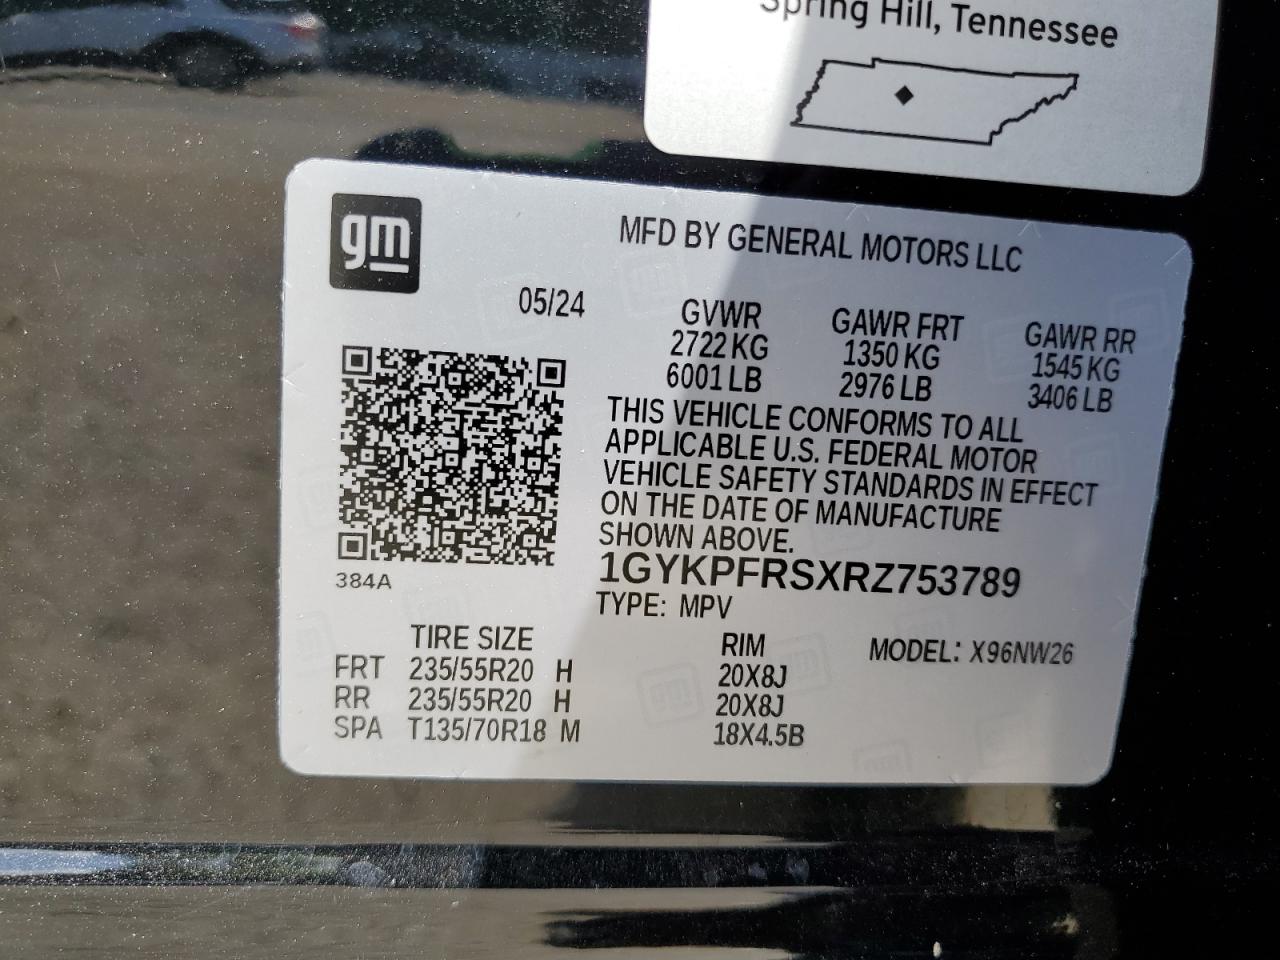 Spring Hill, Tennessee
gm
MFD BY GENERAL MOTORS LLC
05/24
GVWR GAWR FRT GAWR RR
2722 KG 1350 KG 1545 KG
6001 LB 2976 LB 3406 LB
THIS VEHICLE CONFORMS TO ALL
APPLICABLE U.S. FEDERAL MOTOR
VEHICLE SAFETY STANDARDS IN EFFECT
ON THE DATE OF MANUFACTURE
SHOWN ABOVE.
384A
1GYKPFRSXRZ753789
TYPE: MPV
TIRE SIZE RIM MODEL: X96NW26
FRT 235/55R20 H 20X8J
RR 235/55R20 H 20X8J
SPA T135/70R18 M 18X4.5B